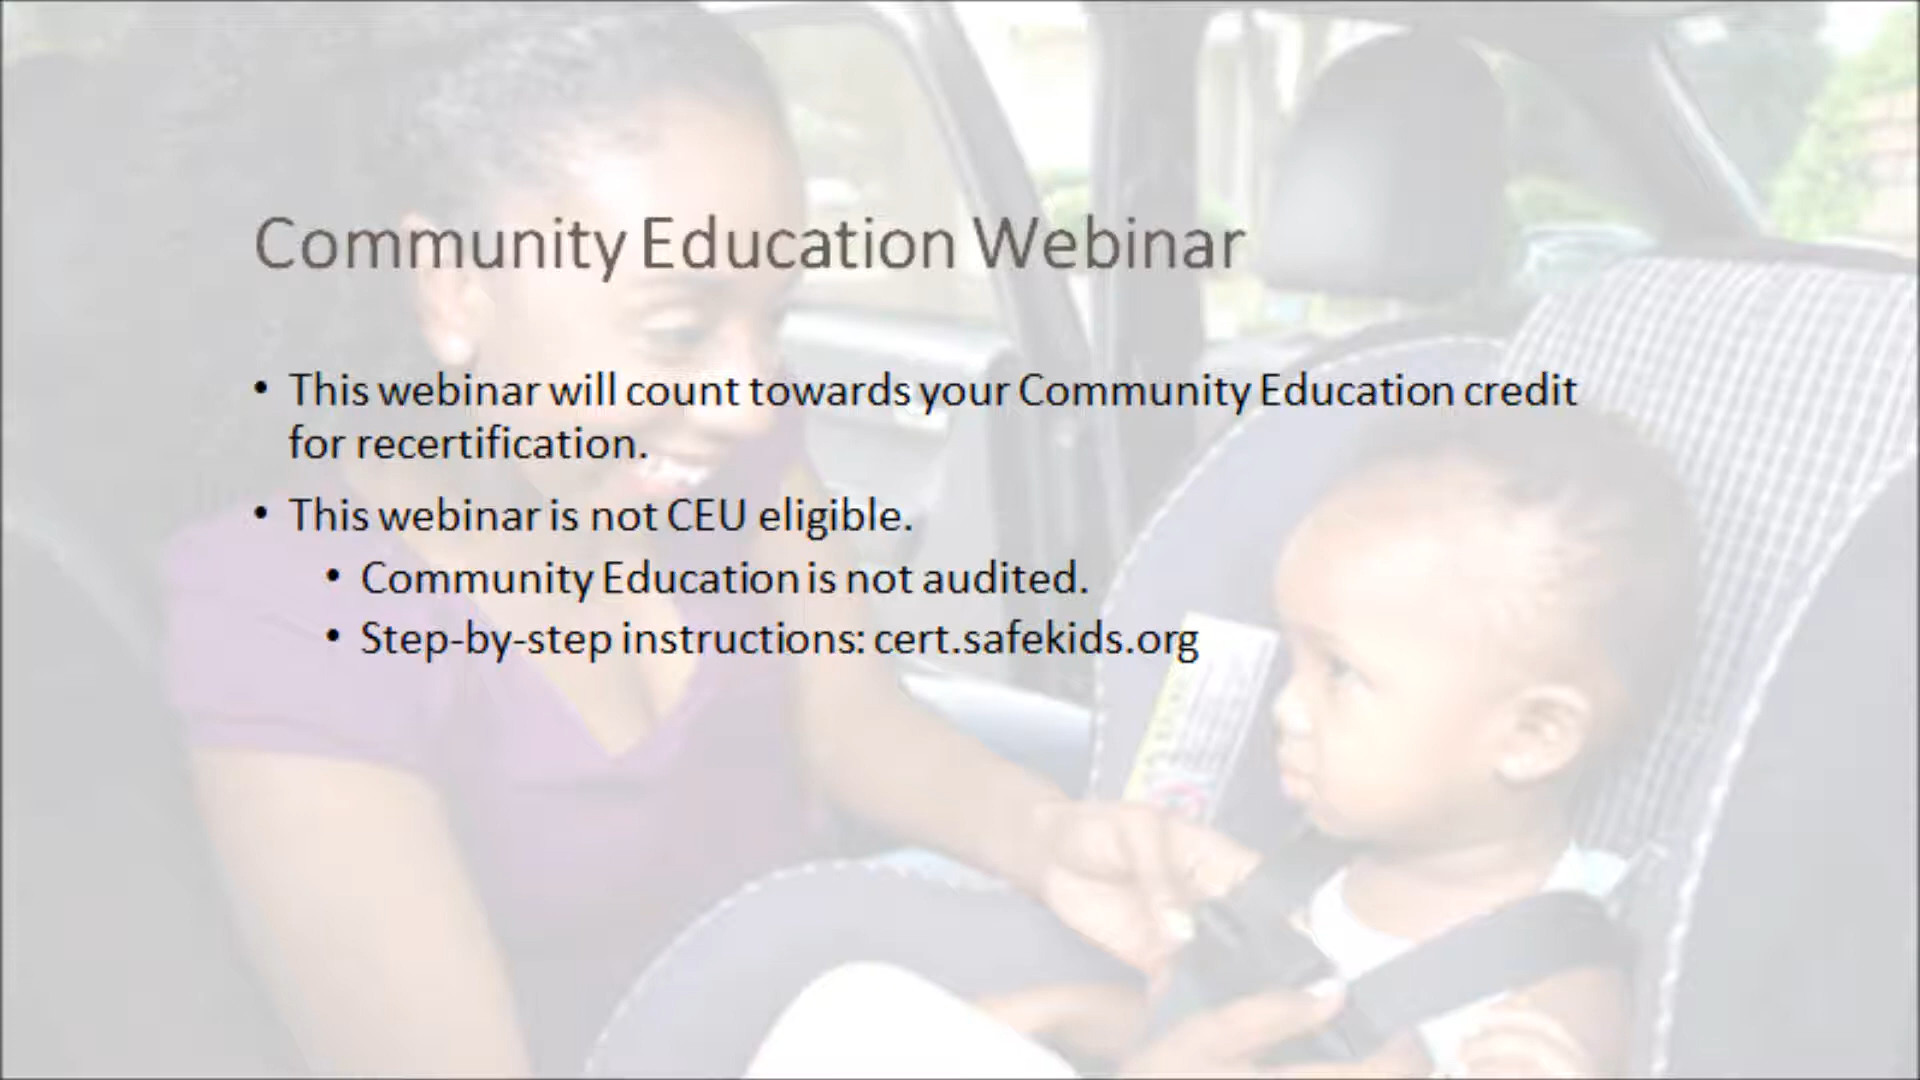 Community Education Webinar
• This webinar will count towards your Community Education credit
for recertification.
• This webinar is not CEU eligible.
• Community Education is not audited.
• Step-by-step instructions: cert.safekids.org